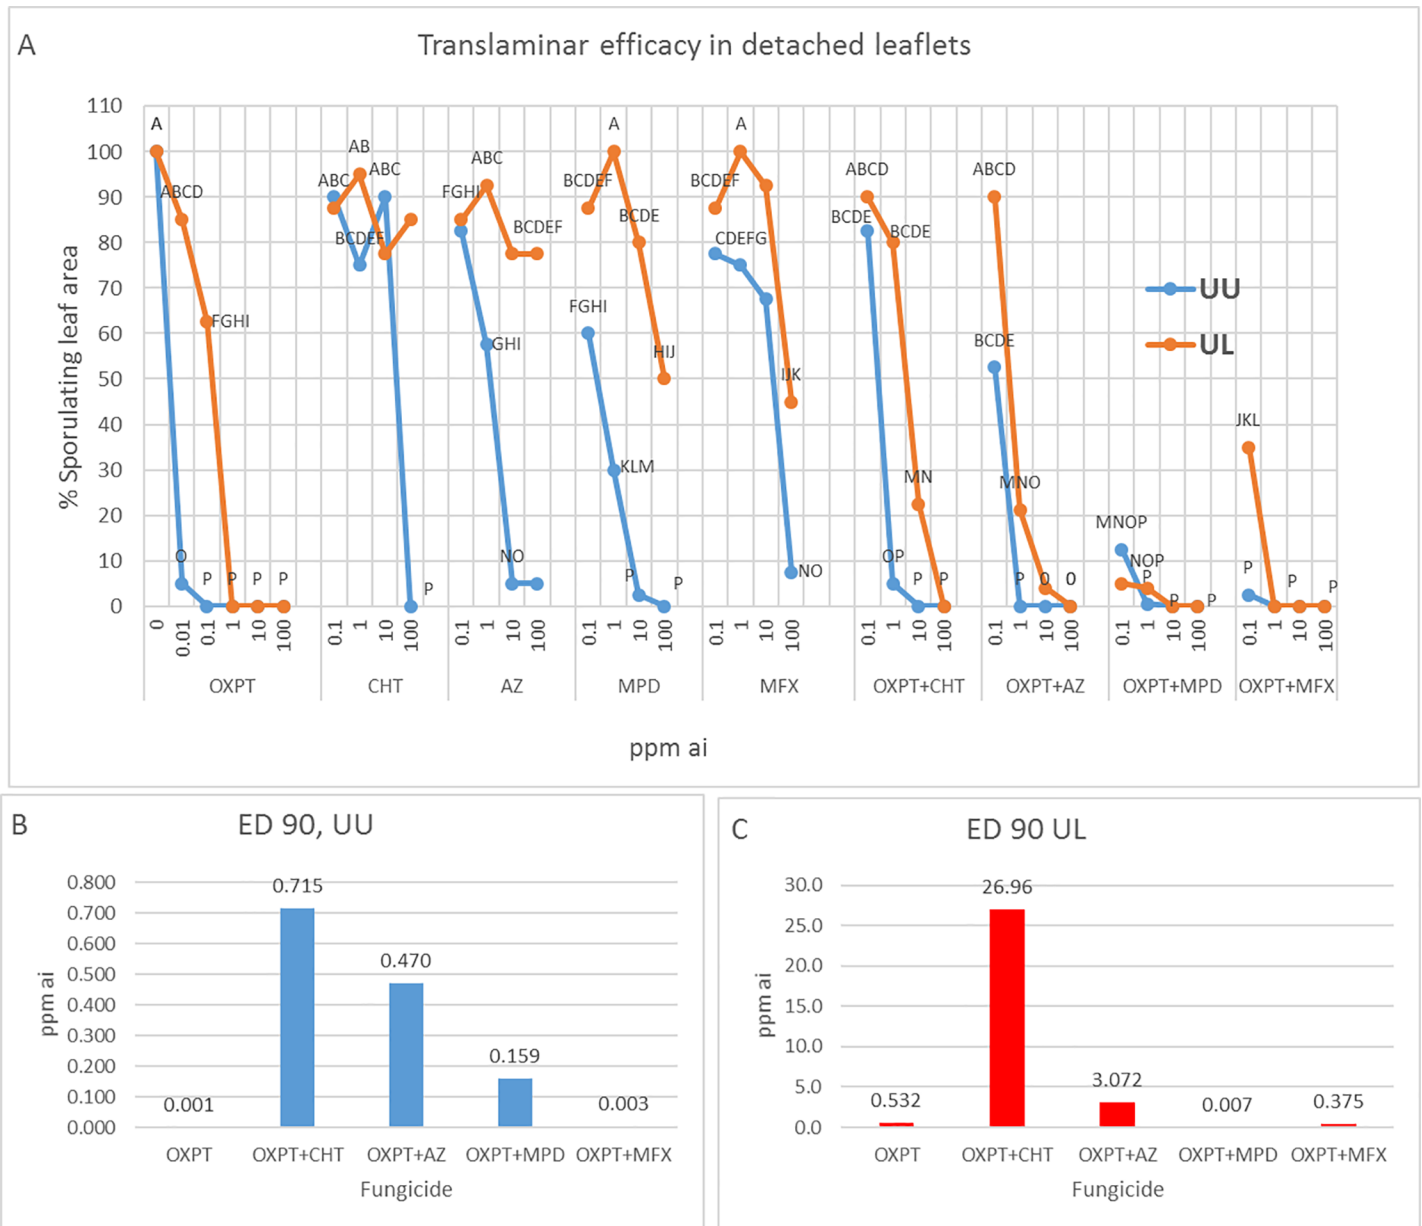 A
Translaminar efficacy in detached leaflets
% Sporulating leaf area
110
100
90
80
70
60
50
40
30
20
10
0
A
ABCD
FGHI
O
P
P
P
P
ABC
AB
ABC
BCDEF
P
FGHI
ABC
BCDEF
GHI
NO
BCDEF
A
BCDE
HIJ
FGHI
KLM
P
P
BCDEF
A
CDEFG
IJK
NO
ABCD
BCDE
BCDE
MN
OP
P
P
ABCD
BCDE
MNO
P
O
O
MNOP
NOP
P
P
P
JKL
P
P
P
UU
UL
0 0.01 0.1 1 10 100 0.1 1 10 100 0.1 1 10 100 0.1 1 10 100 0.1 1 10 100 0.1 1 10 100 0.1 1 10 100 0.1 1 10 100 0.1 1 10 100
OXPT CHT AZ MPD MFX OXPT+CHT OXPT+AZ OXPT+MPD OXPT+MFX
ppm ai
B
ED 90, UU
ppm ai
0.800
0.700
0.600
0.500
0.400
0.300
0.200
0.100
0.000
0.001
0.715
0.470
0.159
0.003
OXPT OXPT+CHT OXPT+AZ OXPT+MPD OXPT+MFX
Fungicide
C
ED 90 UL
ppm ai
30.0
25.0
20.0
15.0
10.0
5.0
0.0
0.532
26.96
3.072
0.007
0.375
OXPT OXPT+CHT OXPT+AZ OXPT+MPD OXPT+MFX
Fungicide